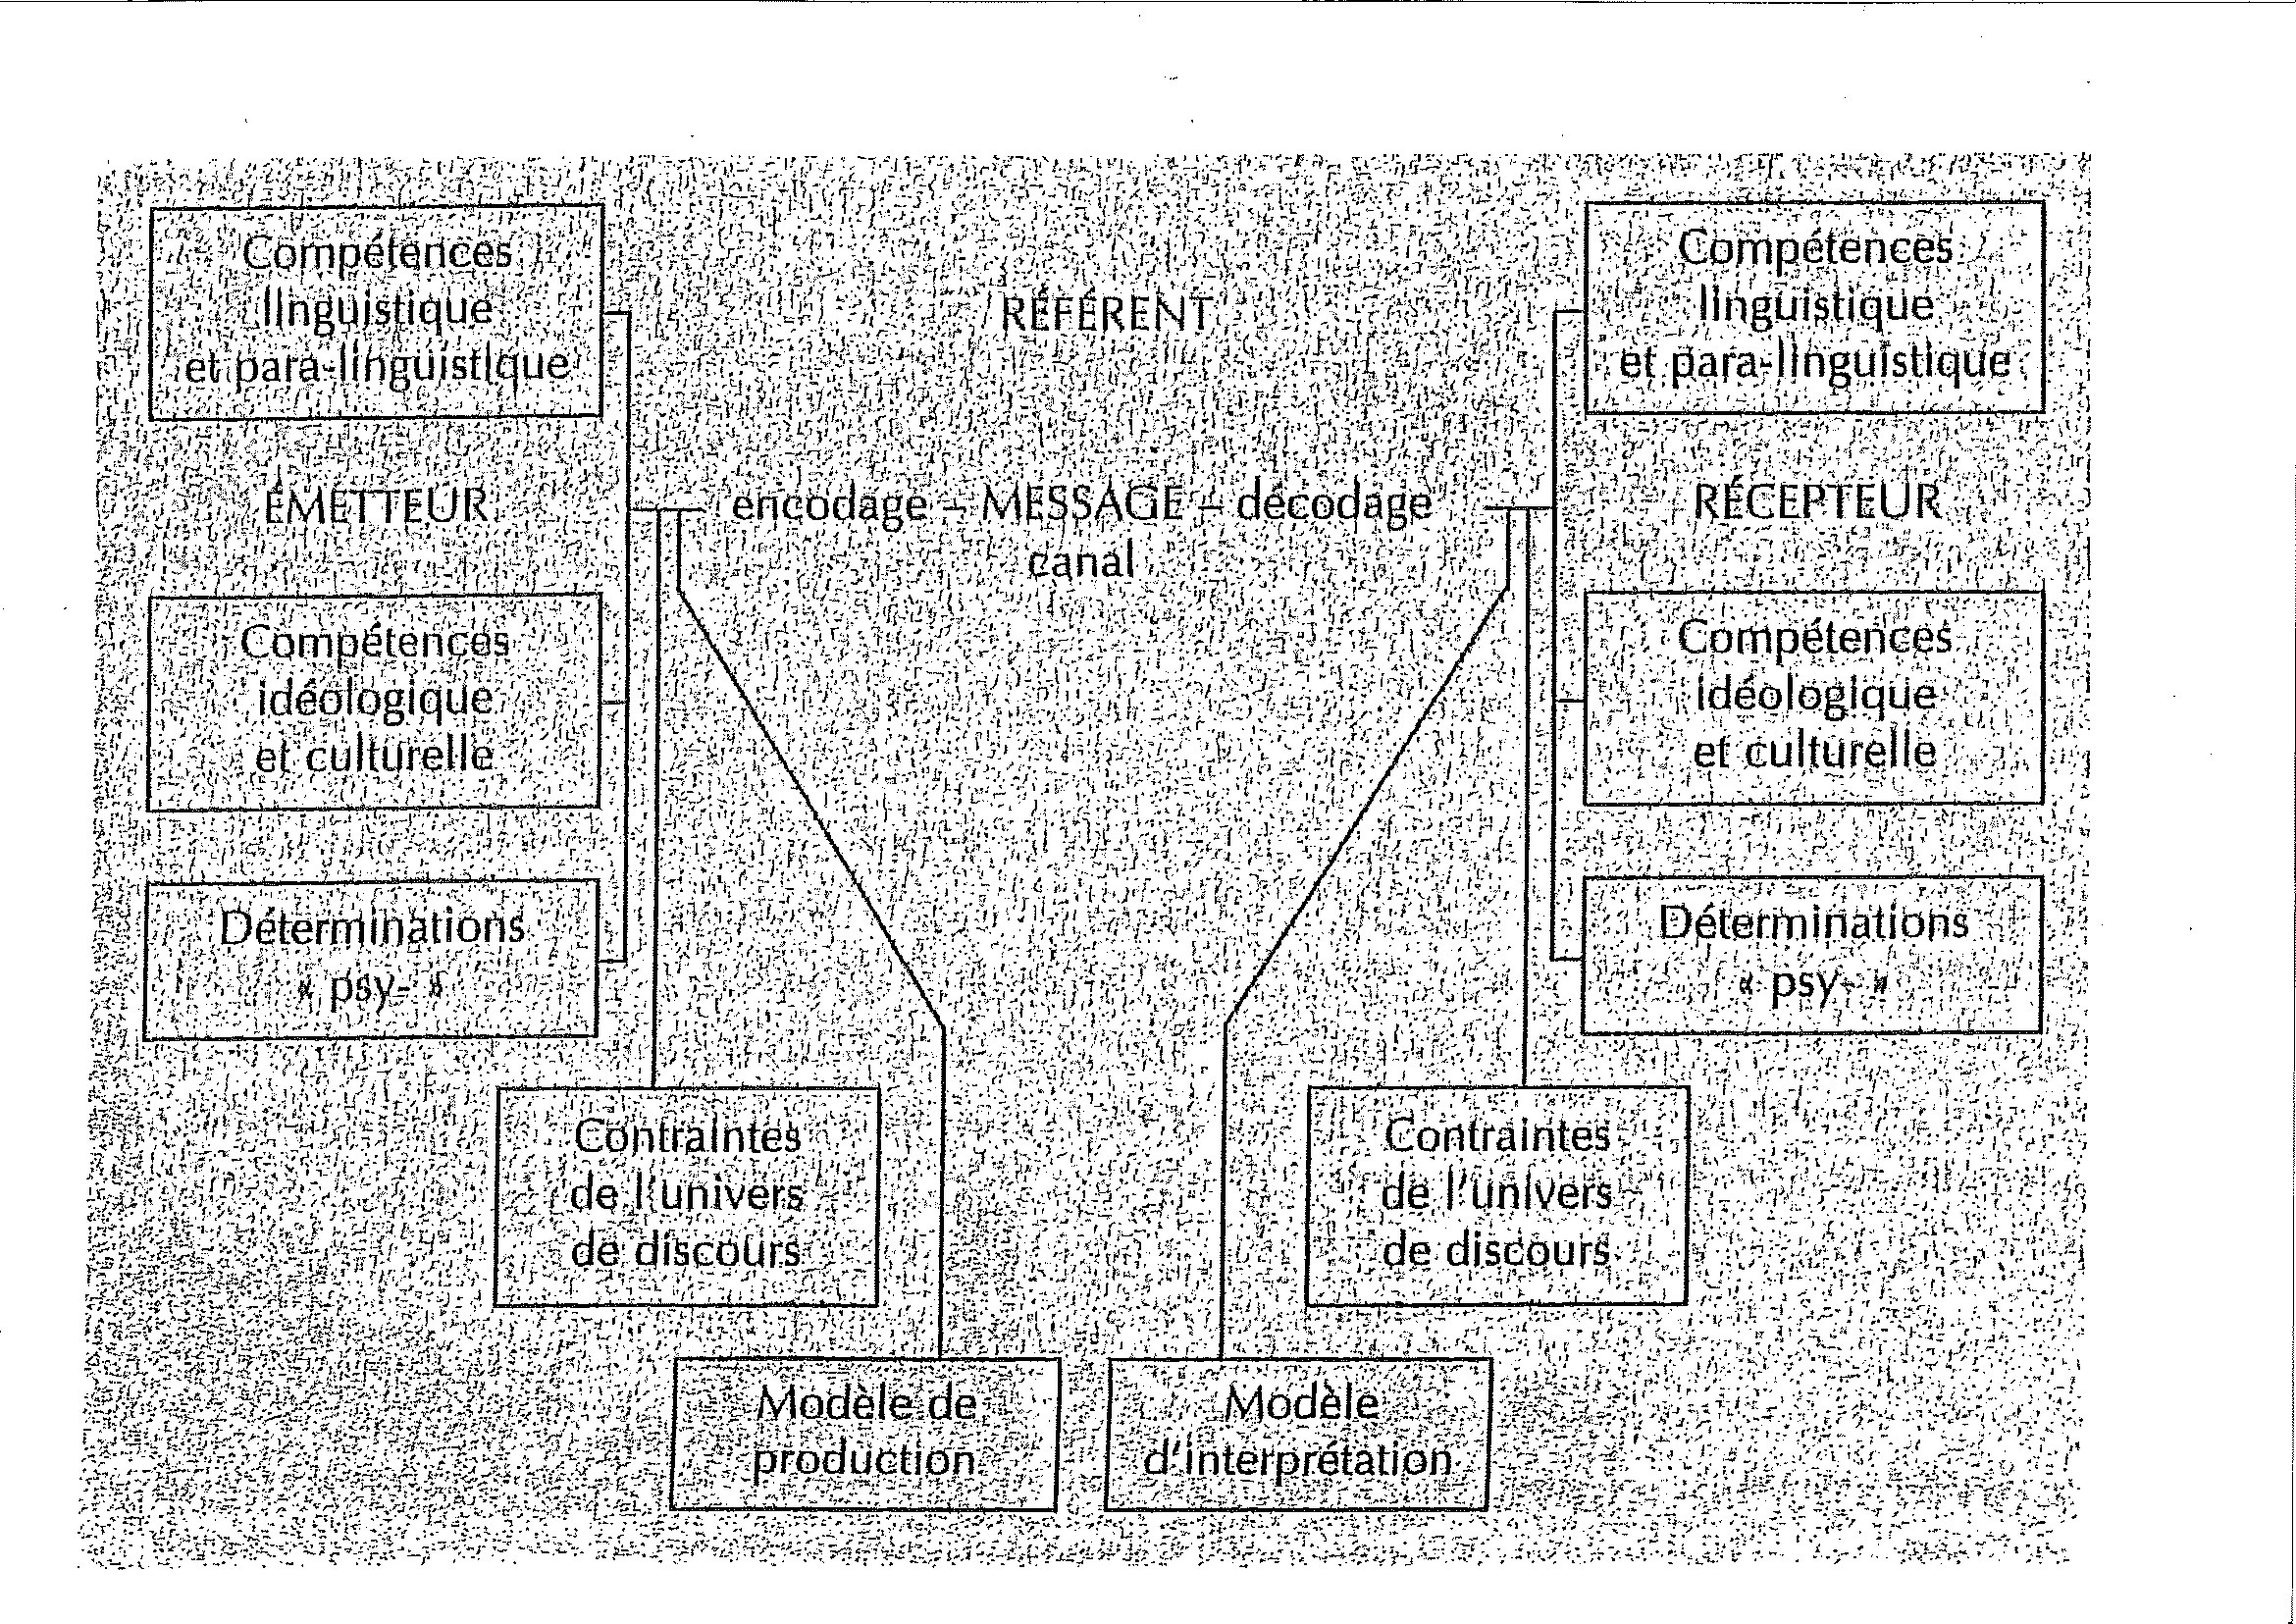 Compétences
linguistique
et para-linguistique
RÉFÉRENT
Compétences
linguistique
et para-linguistique
ÉMETTEUR
encodage – MESSAGE – décodage
canal
RÉCEPTEUR
Compétences
idéologique
et culturelle
Compétences
idéologique
et culturelle
Déterminations
« psy- »
Déterminations
« psy- »
Contraintes
de l'univers
de discours
Contraintes
de l'univers
de discours
Modèle de
production
Modèle
d'interprétation